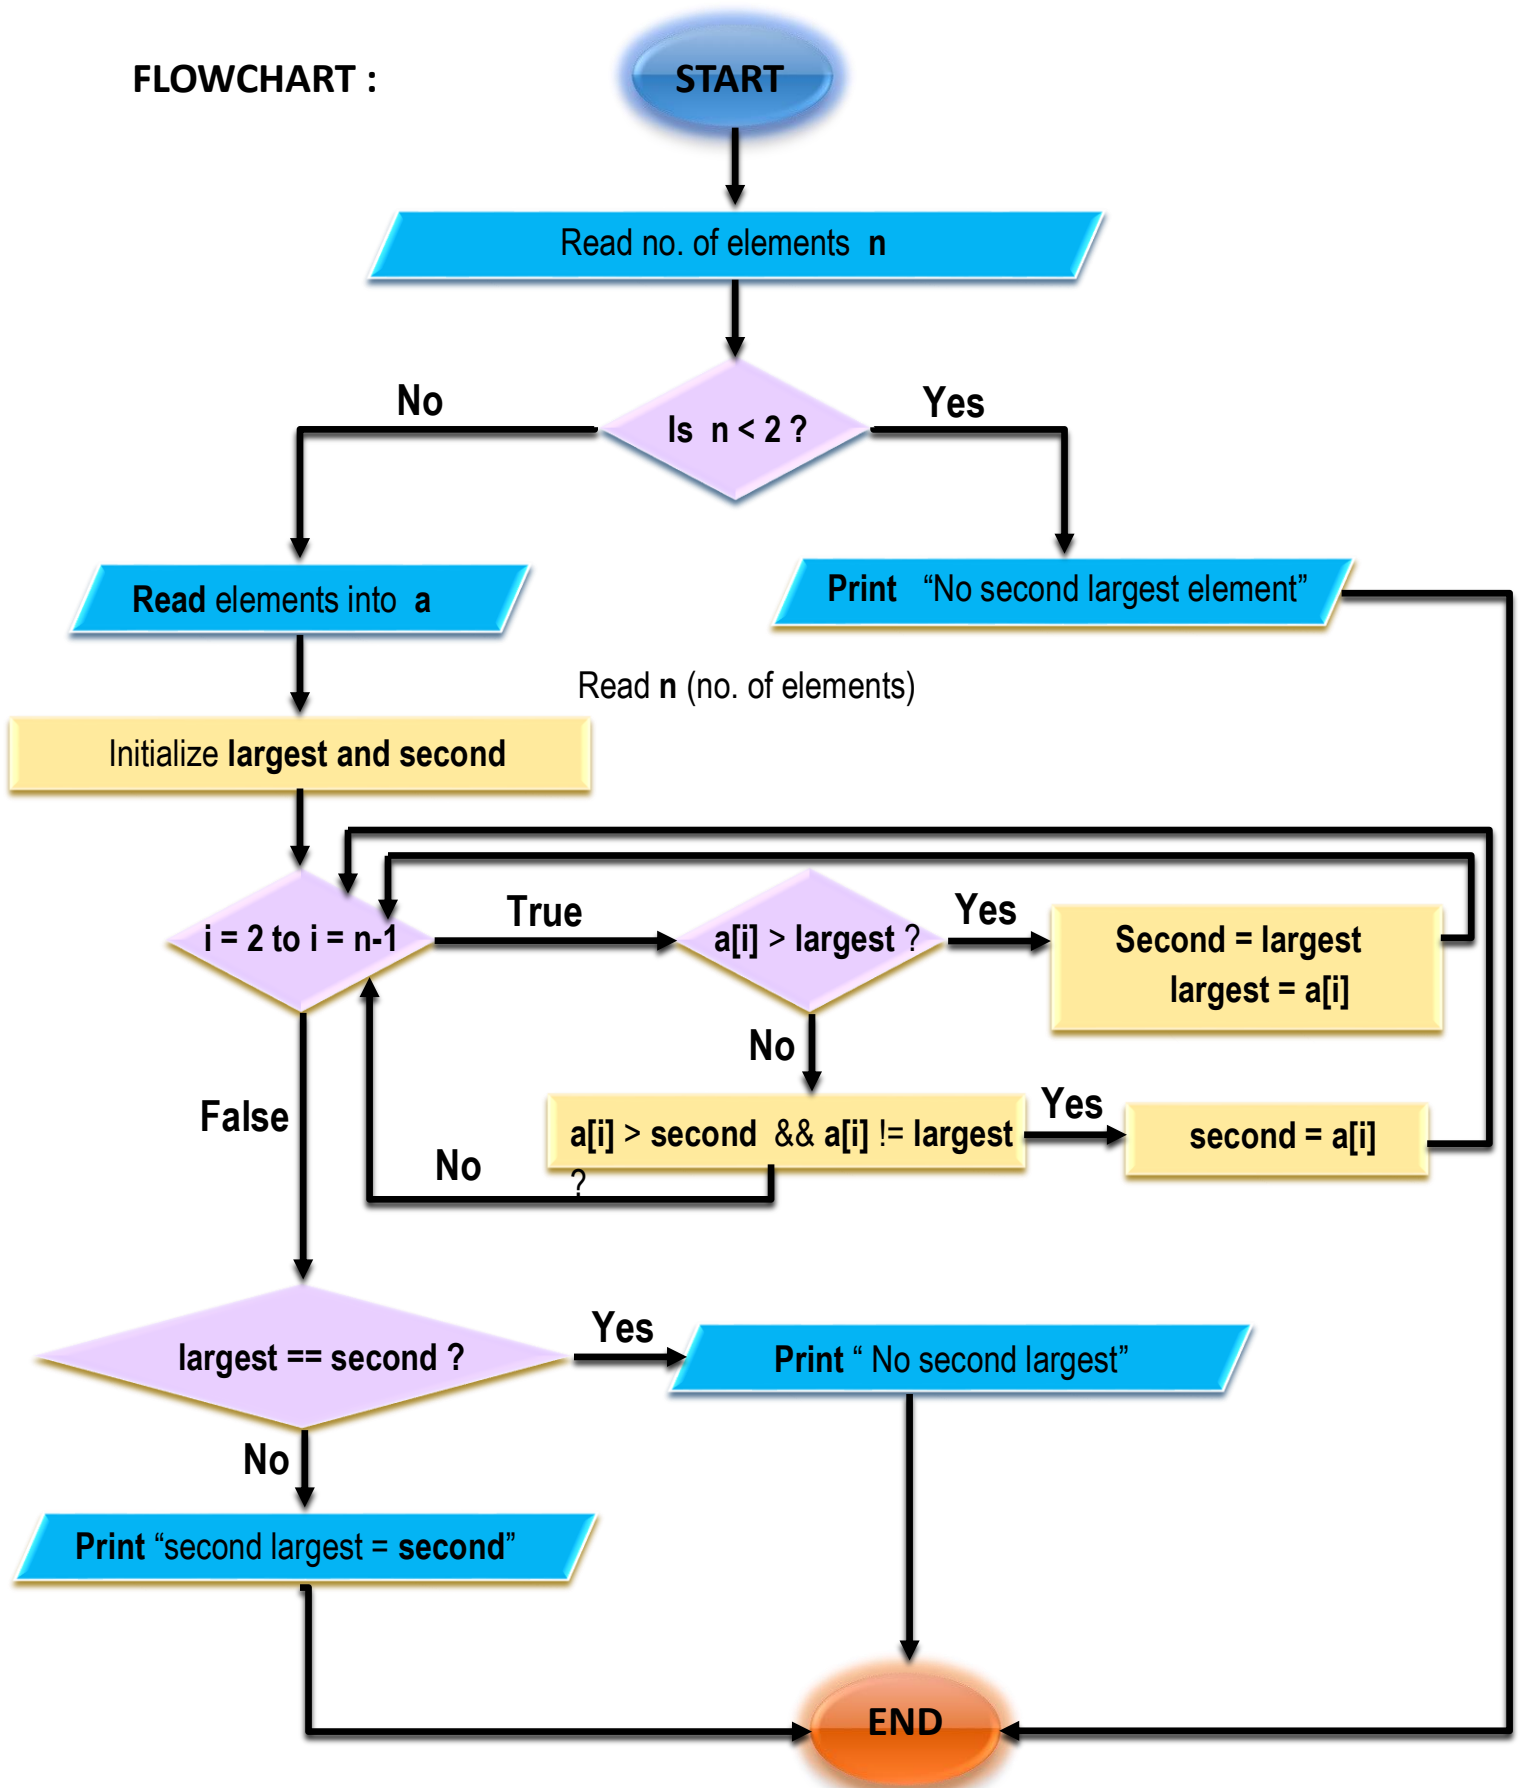 FLOWCHART :
START
Read no. of elements  n
No
Yes
Is  n < 2 ?
Read elements into  a
Print   “No second largest element”
Read n (no. of elements)
Initialize largest and second
i = 2 to i = n-1
True
a[i] > largest ?
Yes
Second = largest
largest = a[i]
No
False
a[i] > second  && a[i] != largest
?
Yes
second = a[i]
No
largest == second ?
Yes
Print “ No second largest”
No
Print “second largest = second”
END